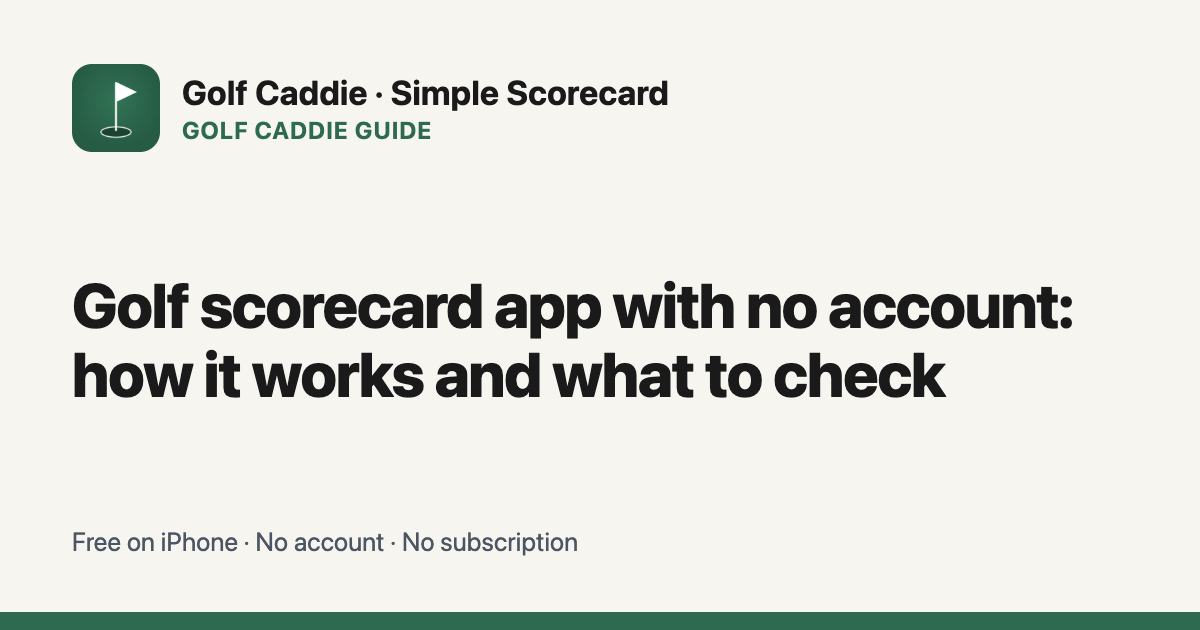 Golf Caddie · Simple Scorecard
GOLF CADDIE GUIDE
Golf scorecard app with no account:
how it works and what to check
Free on iPhone · No account · No subscription